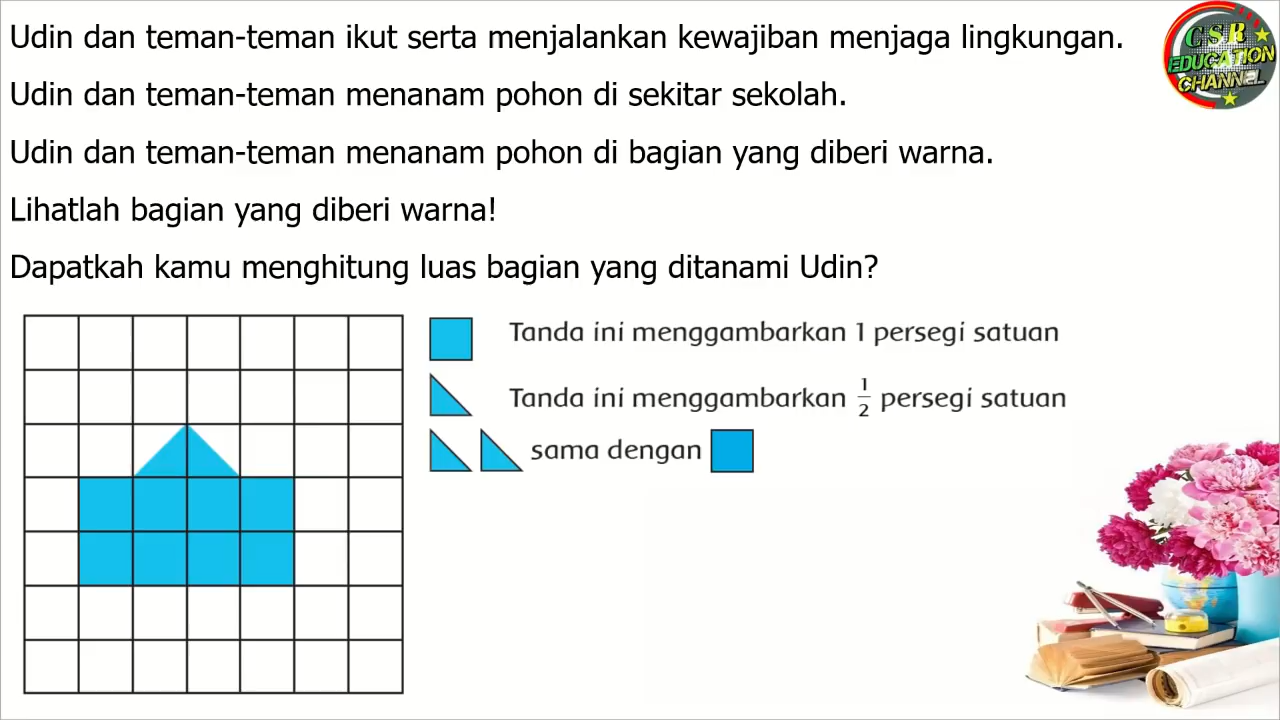 Udin dan teman-teman ikut serta menjalankan kewajiban menjaga lingkungan.
Udin dan teman-teman menanam pohon di sekitar sekolah.
Udin dan teman-teman menanam pohon di bagian yang diberi warna.
Lihatlah bagian yang diberi warna!
Dapatkah kamu menghitung luas bagian yang ditanami Udin?
CSR
EDUCATION
CHANNEL
Tanda ini menggambarkan 1 persegi satuan
Tanda ini menggambarkan 1/2 persegi satuan
sama dengan